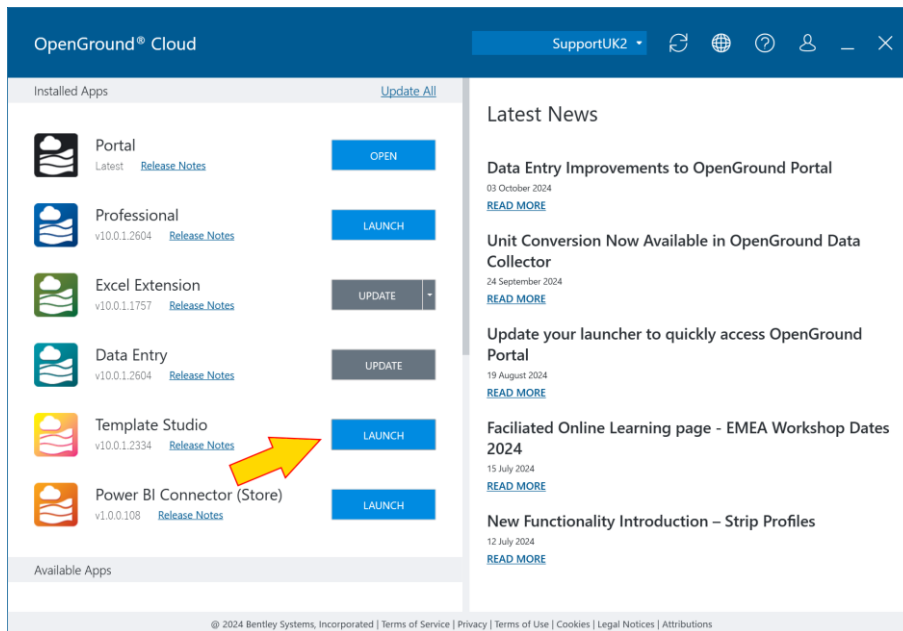 OpenGround® Cloud
SupportUK2
Installed Apps
Update All
Portal
Latest Release Notes
OPEN
Professional
v10.0.1.2604 Release Notes
LAUNCH
Excel Extension
v10.0.1.1757 Release Notes
UPDATE
Data Entry
v10.0.1.2604 Release Notes
UPDATE
Template Studio
v10.0.1.2334 Release Notes
LAUNCH
Power BI Connector (Store)
v1.0.0.108 Release Notes
LAUNCH
Available Apps
Latest News
Data Entry Improvements to OpenGround Portal
03 October 2024
READ MORE
Unit Conversion Now Available in OpenGround Data
Collector
24 September 2024
READ MORE
Update your launcher to quickly access OpenGround
Portal
19 August 2024
READ MORE
Faciliated Online Learning page - EMEA Workshop Dates
2024
15 July 2024
READ MORE
New Functionality Introduction – Strip Profiles
12 July 2024
READ MORE
@ 2024 Bentley Systems, Incorporated | Terms of Service | Privacy | Terms of Use | Cookies | Legal Notices | Attributions